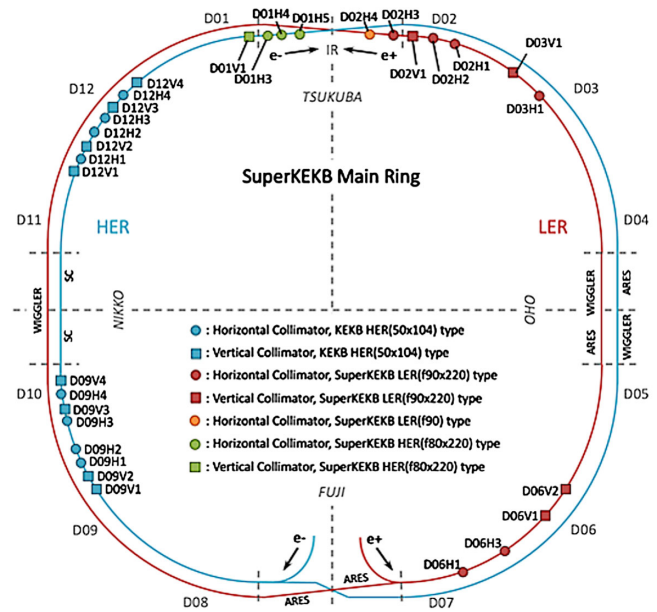 D01
D01H4
D01H5
D02H4
D02H3
D02
e-
IR
e+
D01V1
D01H3
D02V1
D02H2
D02H1
D03V1
D03
D03H1
TSUKUBA
D12
D12V4
D12H4
D12V3
D12H3
D12H2
D12V2
D12H1
D12V1
SuperKEKB Main Ring
D11
HER
LER
D04
WIGGLER
SC
SC
NIKKO
OHO
WIGGLER
ARES
ARES
WIGGLER
: Horizontal Collimator, KEKB HER(50x104) type
: Vertical Collimator, KEKB HER(50x104) type
: Horizontal Collimator, SuperKEKB LER(f90x220) type
: Vertical Collimator, SuperKEKB LER(f90x220) type
: Horizontal Collimator, SuperKEKB LER(f90) type
: Horizontal Collimator, SuperKEKB HER(f80x220) type
: Vertical Collimator, SuperKEKB HER(f80x220) type
D10
D05
D09V4
D09H4
D09V3
D09H3
D09H2
D09H1
D09V2
D09V1
FUJI
D06V2
D06V1
D06H3
D06H1
D09
D06
e-
e+
ARES
ARES
D08
D07